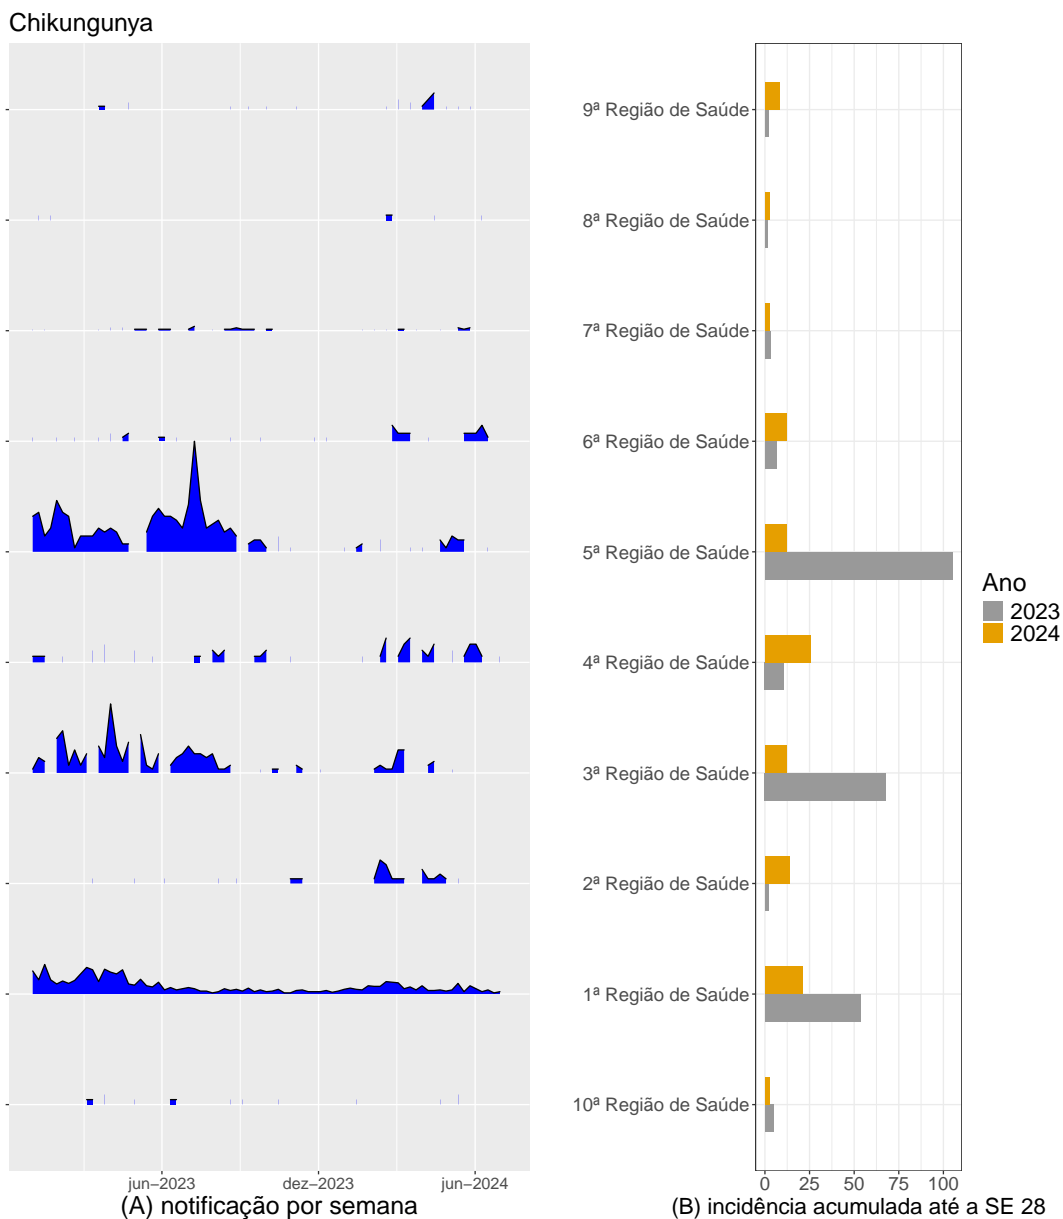 Chikungunya
9ª Região de Saúde
8ª Região de Saúde
7ª Região de Saúde
6ª Região de Saúde
5ª Região de Saúde
4ª Região de Saúde
3ª Região de Saúde
2ª Região de Saúde
1ª Região de Saúde
10ª Região de Saúde
Ano
2023
2024
jun–2023 dez–2023 jun–2024
0 25 50 75 100
(A) notificação por semana
(B) incidência acumulada até a SE 28